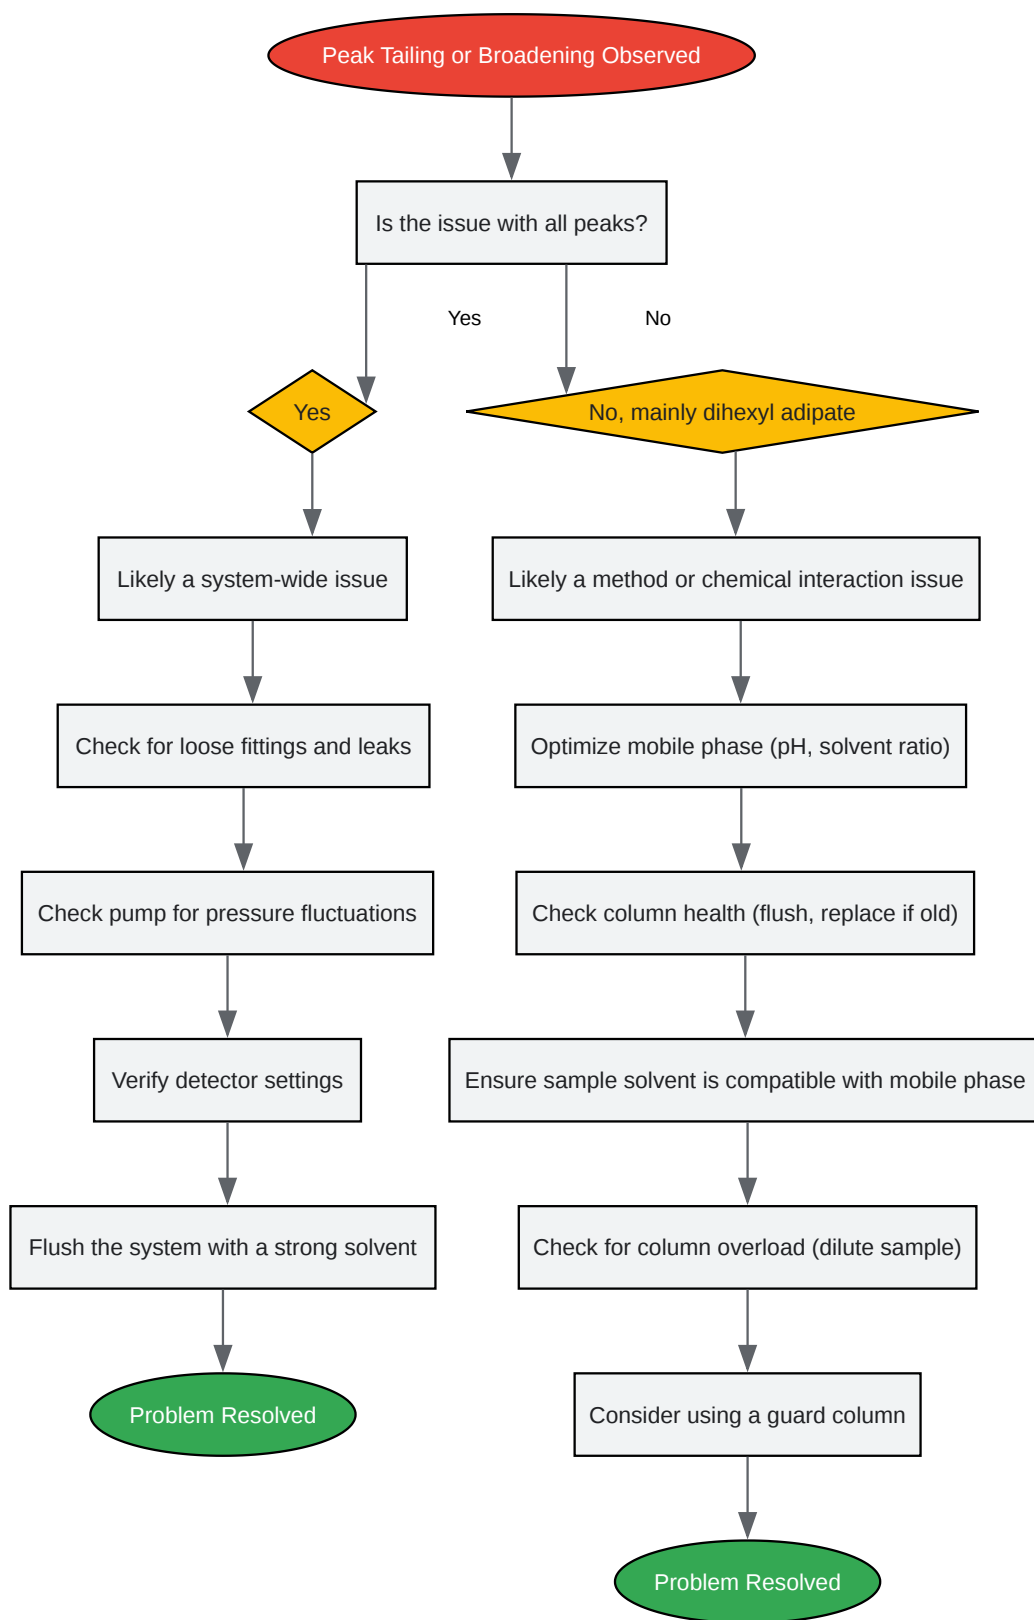 Peak Tailing or Broadening Observed
Is the issue with all peaks?
Yes
No
Yes
No, mainly dihexyl adipate
Likely a system-wide issue
Likely a method or chemical interaction issue
Check for loose fittings and leaks
Optimize mobile phase (pH, solvent ratio)
Check pump for pressure fluctuations
Check column health (flush, replace if old)
Verify detector settings
Ensure sample solvent is compatible with mobile phase
Flush the system with a strong solvent
Check for column overload (dilute sample)
Problem Resolved
Consider using a guard column
Problem Resolved